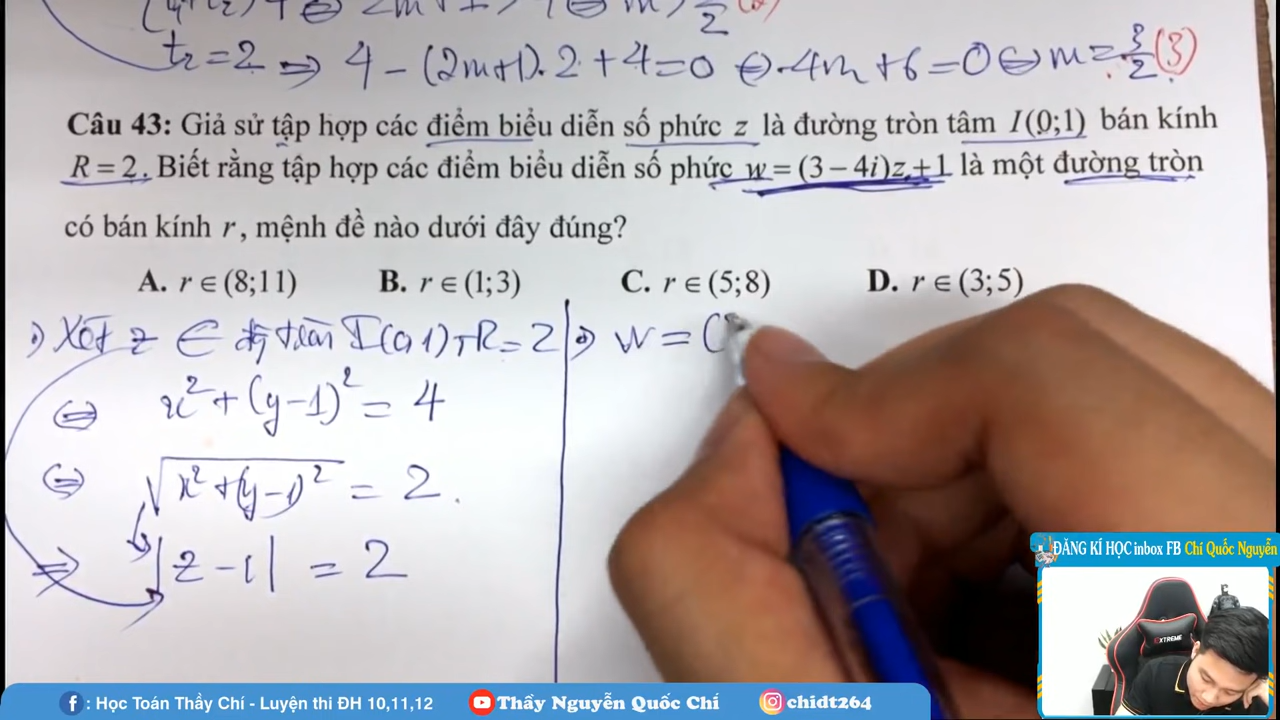 t₂ = 2 ⇒ 4 - (2m+1).2 + 4 = 0 ⇔ -4m + 6 = 0 ⇔ m = 3/2 (3)
Câu 43: Giả sử tập hợp các điểm biểu diễn số phức z là đường tròn tâm I(0;1) bán kính
R = 2. Biết rằng tập hợp các điểm biểu diễn số phức w = (3 – 4i)z + 1 là một đường tròn
có bán kính r, mệnh đề nào dưới đây đúng?
A. r ∈ (8;11) B. r ∈ (1;3) C. r ∈ (5;8) D. r ∈ (3;5)
Xét z ∈ I(0,1), R = 2
⇔ x² + (y-1)² = 4
⇔ √x² + (y-1)² = 2.
⇒ |z - i| = 2
w = (
ĐĂNG KÍ HỌC inbox FB Chí Quốc Nguyễn
EXTREME
: Học Toán Thầy Chí - Luyện thi ĐH 10,11,12 Thầy Nguyễn Quốc Chí chidt264